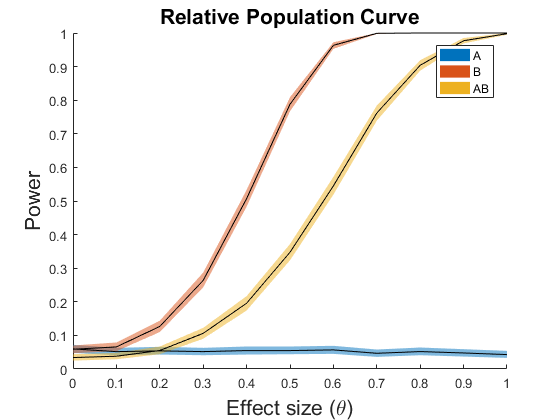 Relative Population Curve
1
0.9
0.8
0.7
0.6
0.5
0.4
0.3
0.2
0.1
0
Power
A
B
AB
0 0.1 0.2 0.3 0.4 0.5 0.6 0.7 0.8 0.9 1
Effect size (θ)